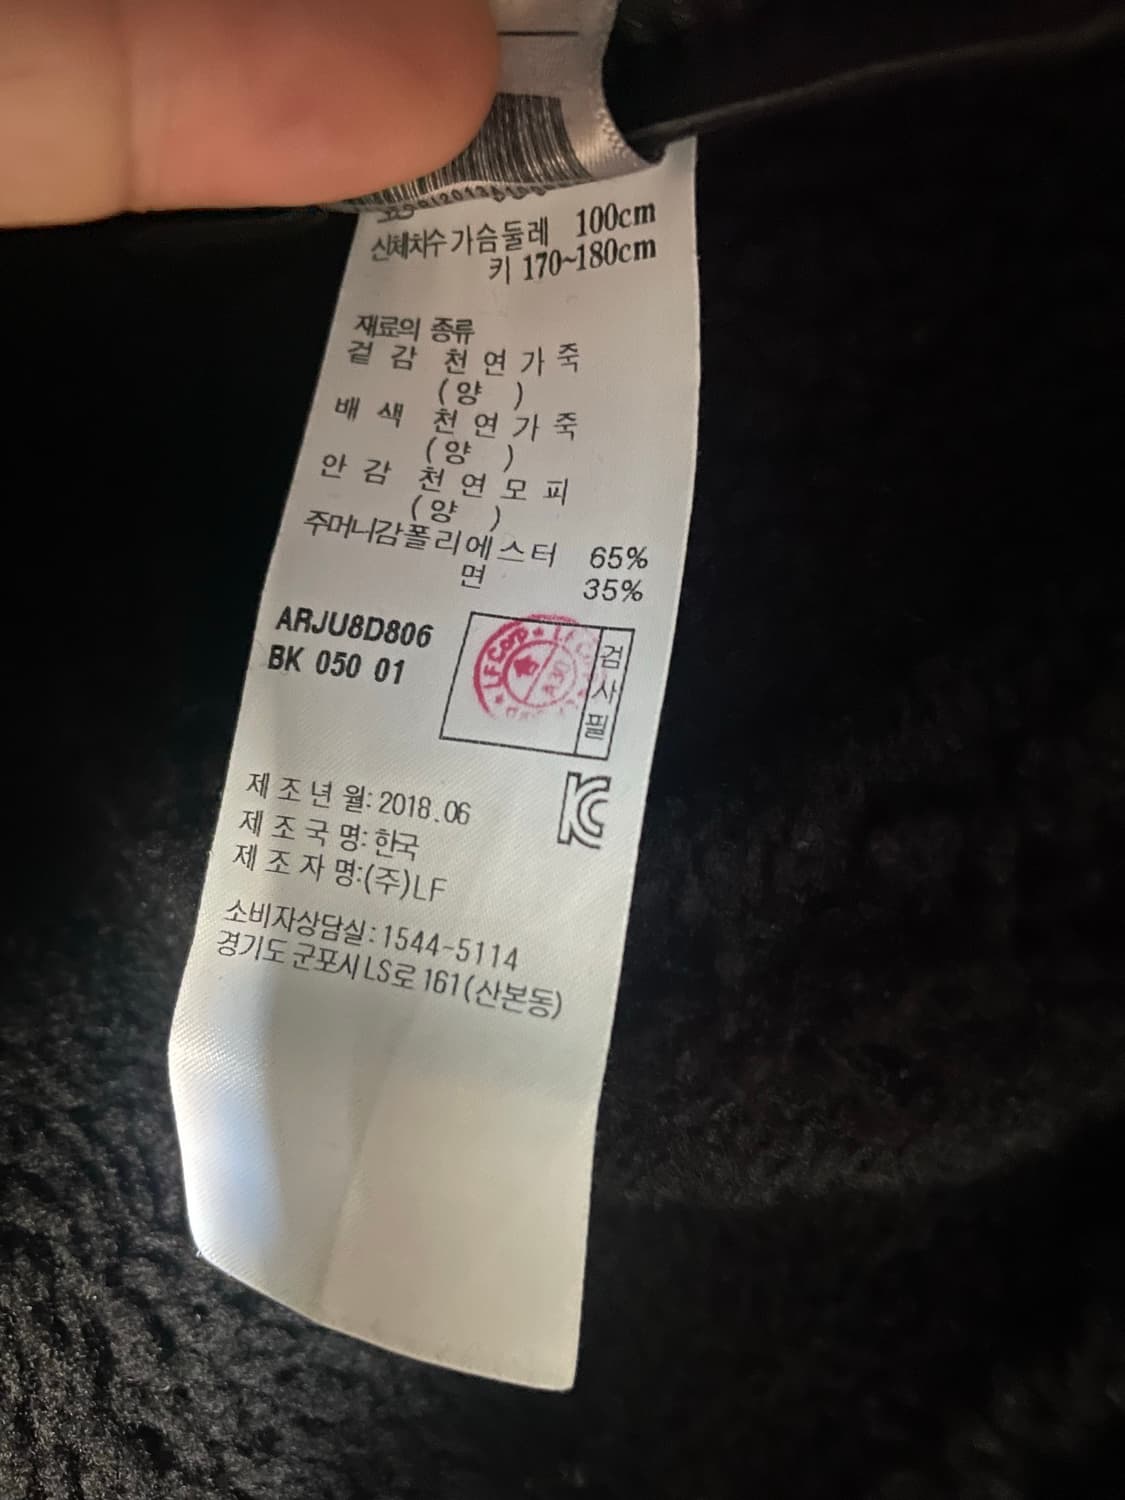 신체치수 가슴둘레 100cm
키 170~180cm
재료의 종류
겉 감 천 연 가 죽
(양 )
배 색 천 연 가 죽
(양 )
안 감 천 연 모 피
(양 )
주머니감폴리에스터 65%
면 35%
ARJU8D806
BK 050 01
LF Corp
검
사
필
제 조 년 월: 2018.06
제 조 국 명: 한국
제 조 자 명:(주)LF
소비자상담실:1544-5114
경기도 군포시 LS로 161(산본동)